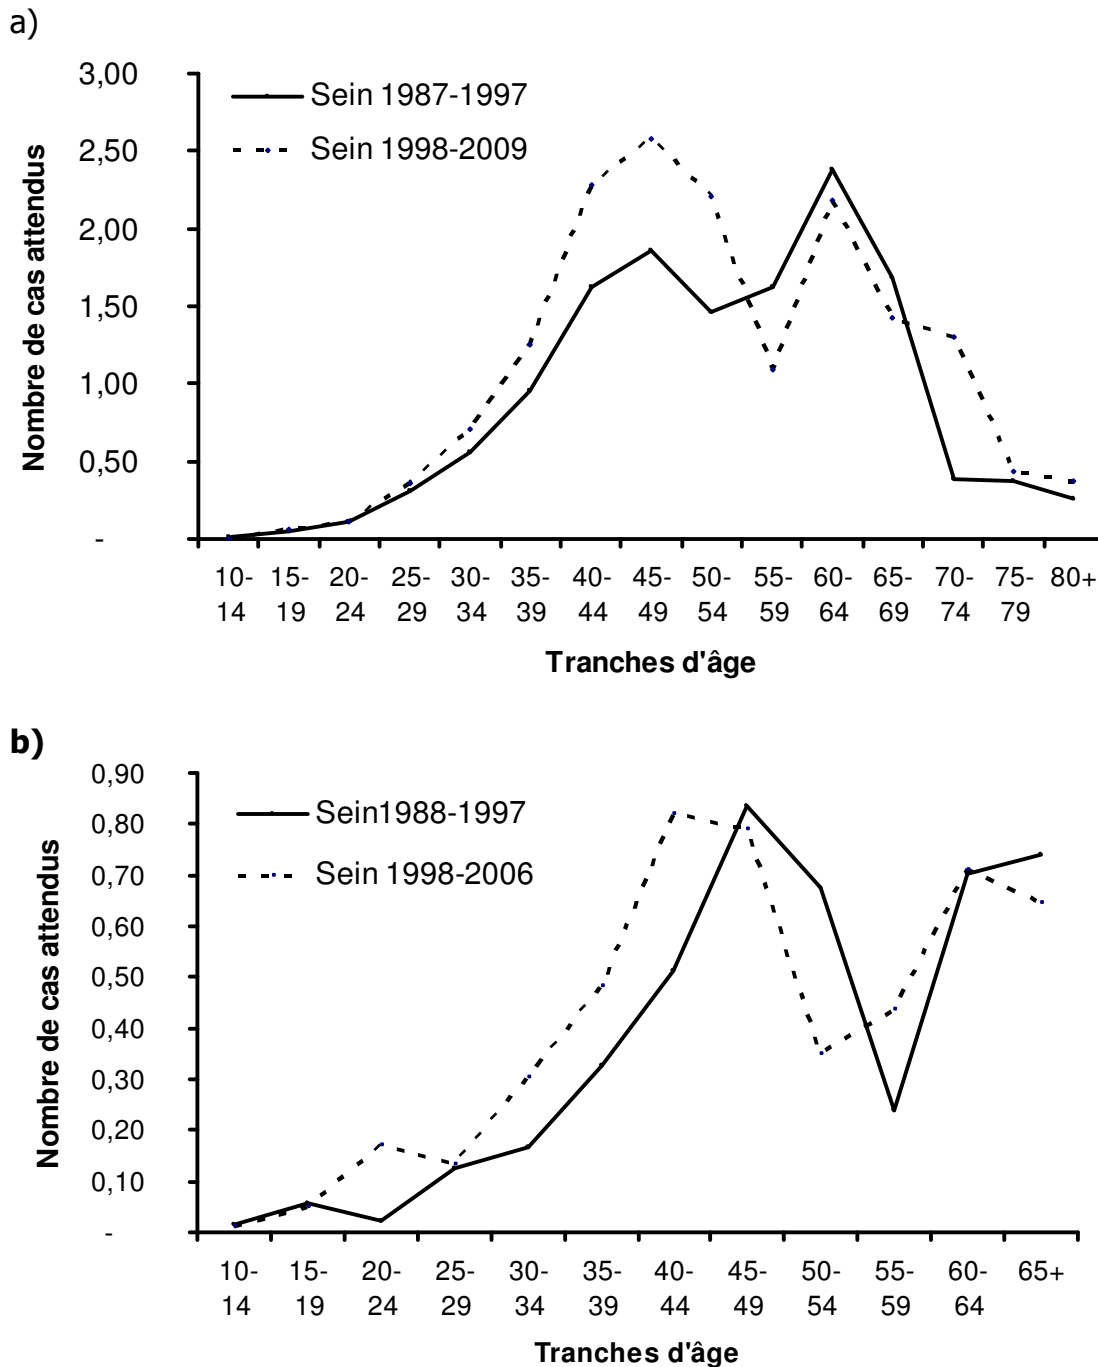 a)
3,00
2,50
2,00
1,50
1,00
0,50
-
Nombre de cas attendus
Sein 1987-1997
Sein 1998-2009
10- 15- 20- 25- 30- 35- 40- 45- 50- 55- 60- 65- 70- 75- 80+
14 19 24 29 34 39 44 49 54 59 64 69 74 79
Tranches d'âge
b)
0,90
0,80
0,70
0,60
0,50
0,40
0,30
0,20
0,10
-
Nombre de cas attendus
Sein1988-1997
Sein 1998-2006
10- 15- 20- 25- 30- 35- 40- 45- 50- 55- 60- 65+
14 19 24 29 34 39 44 49 54 59 64
Tranches d'âge